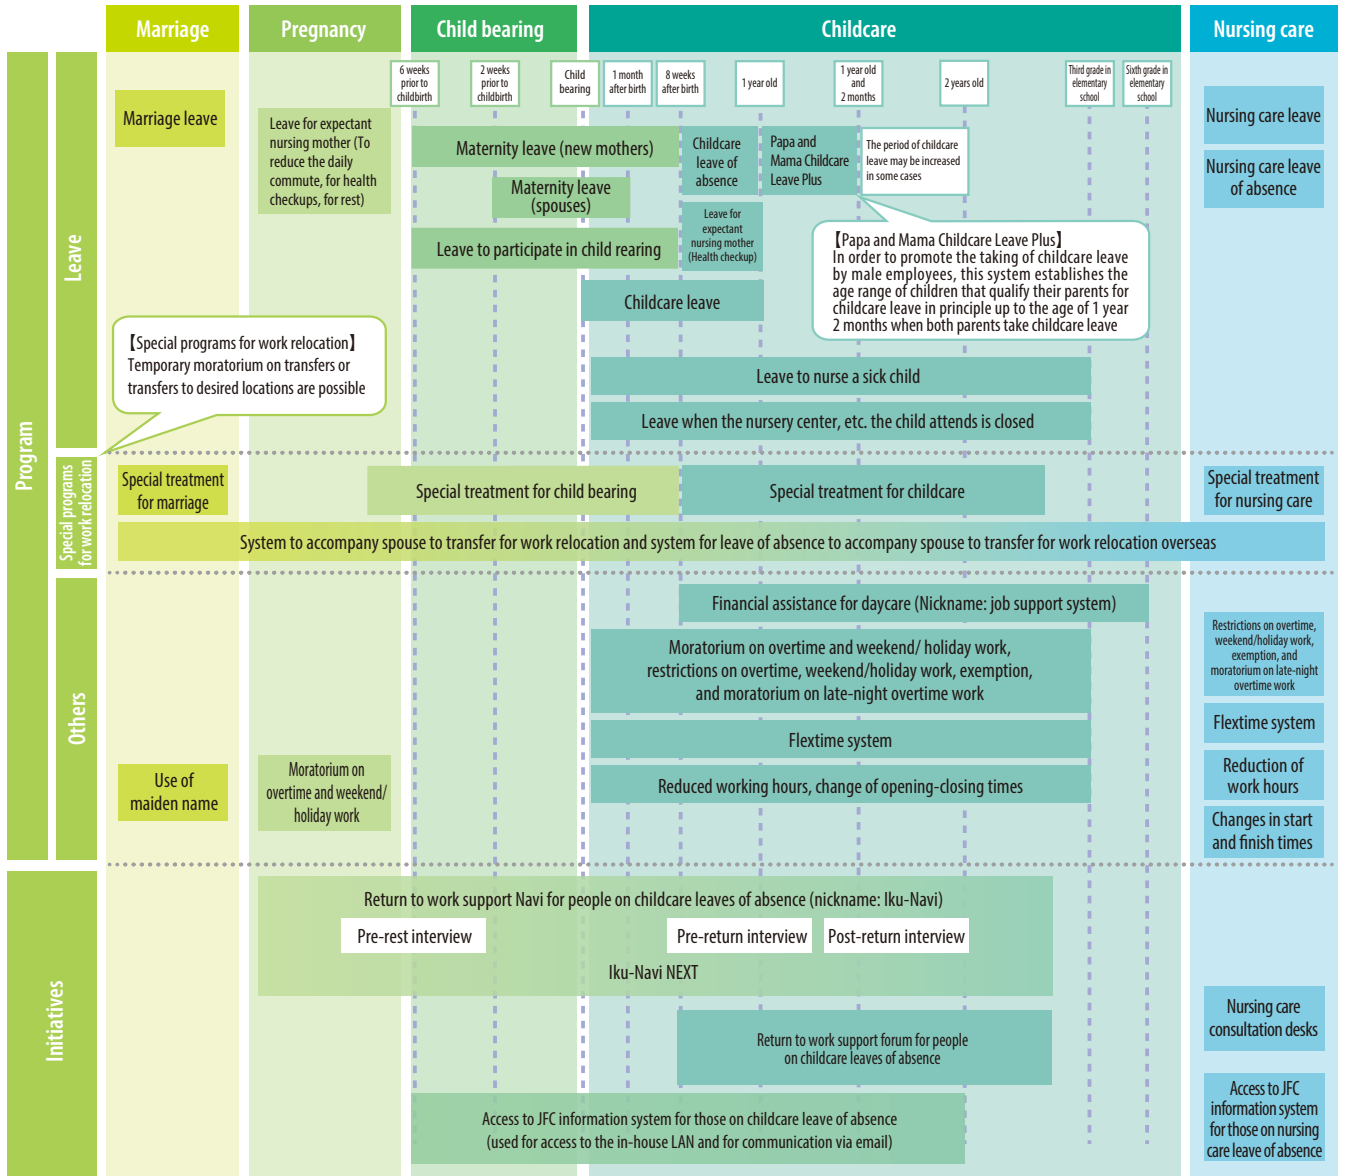 Marriage
Pregnancy
Child bearing
Childcare
Nursing care
6 weeks
prior to
childbirth
2 weeks
prior to
childbirth
Child
bearing
1 month
after birth
8 weeks
after birth
1 year old
1 year old
and
2 months
2 years old
Third grade in
elementary
school
Sixth grade in
elementary
school
Program
Leave
Marriage leave
Leave for expectant
nursing mother (To
reduce the daily
commute, for health
checkups, for rest)
Maternity leave (new mothers)
Maternity leave
(spouses)
Leave to participate in child rearing
Childcare
leave of
absence
Papa and
Mama Childcare
Leave Plus
The period of childcare
leave may be increased
in some cases
Leave for
expectant
nursing mother
(Health checkup)
Childcare leave
【Papa and Mama Childcare Leave Plus】
In order to promote the taking of childcare leave
by male employees, this system establishes the
age range of children that qualify their parents for
childcare leave in principle up to the age of 1 year
2 months when both parents take childcare leave
Nursing care leave
Nursing care leave
of absence
【Special programs for work relocation】
Temporary moratorium on transfers or
transfers to desired locations are possible
Leave to nurse a sick child
Leave when the nursery center, etc. the child attends is closed
Special programs
for work relocation
Special treatment
for marriage
Special treatment for child bearing
Special treatment for childcare
Special treatment
for nursing care
System to accompany spouse to transfer for work relocation and system for leave of absence to accompany spouse to transfer for work relocation overseas
Others
Financial assistance for daycare (Nickname: job support system)
Moratorium on overtime and weekend/ holiday work,
restrictions on overtime, weekend/holiday work, exemption,
and moratorium on late-night overtime work
Restrictions on overtime,
weekend/holiday work,
exemption, and
moratorium on late-night
overtime work
Flextime system
Flextime system
Use of
maiden name
Moratorium on
overtime and weekend/
holiday work
Reduced working hours, change of opening-closing times
Reduction of
work hours
Changes in start
and finish times
Initiatives
Return to work support Navi for people on childcare leaves of absence (nickname: Iku-Navi)
Pre-rest interview
Pre-return interview
Post-return interview
Iku-Navi NEXT
Return to work support forum for people
on childcare leaves of absence
Nursing care
consultation desks
Access to JFC information system for those on childcare leave of absence
(used for access to the in-house LAN and for communication via email)
Access to JFC
information system
for those on nursing
care leave of absence